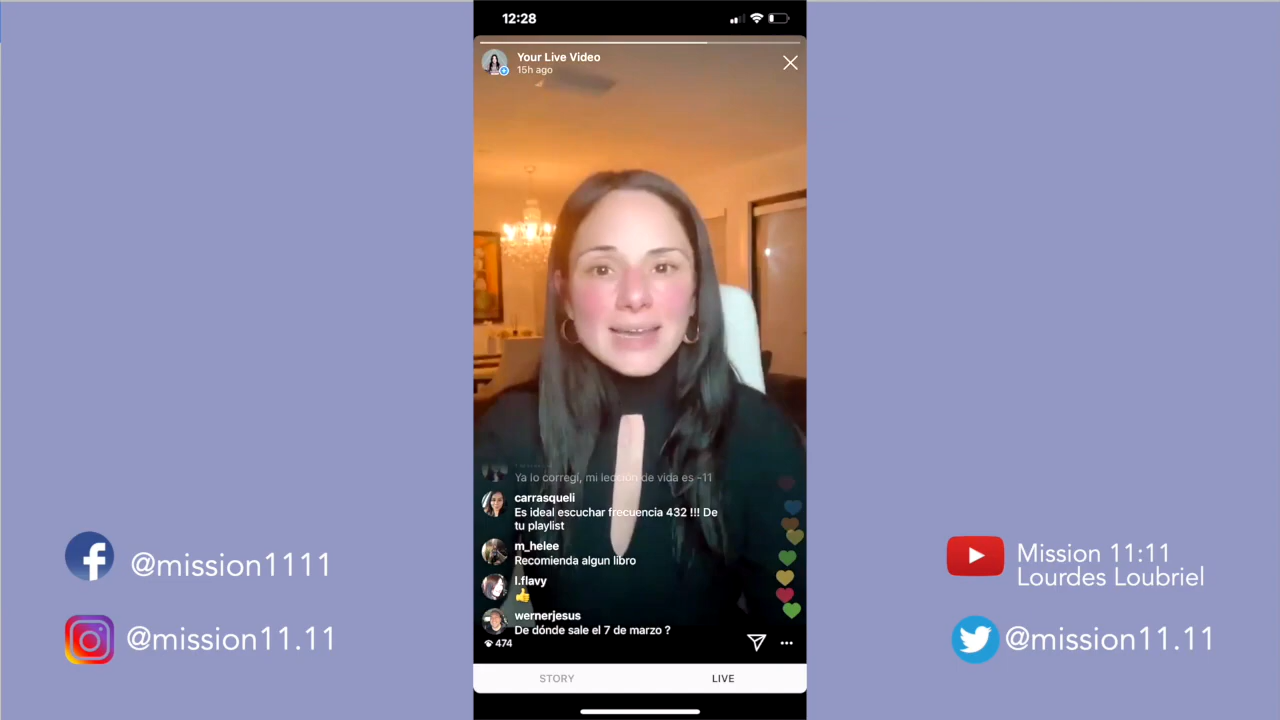 12:28
Your Live Video
15h ago
Ya lo corregí, mi lección de vida es -11
carrasqueli
Es ideal escuchar frecuencia 432 !!! De
tu playlist
m_helee
Recomienda algun libro
l.flavy
wernerjesus
De dónde sale el 7 de marzo ?
474
STORY
LIVE
@mission1111
@mission11.11
Mission 11:11
Lourdes Loubriel
@mission11.11